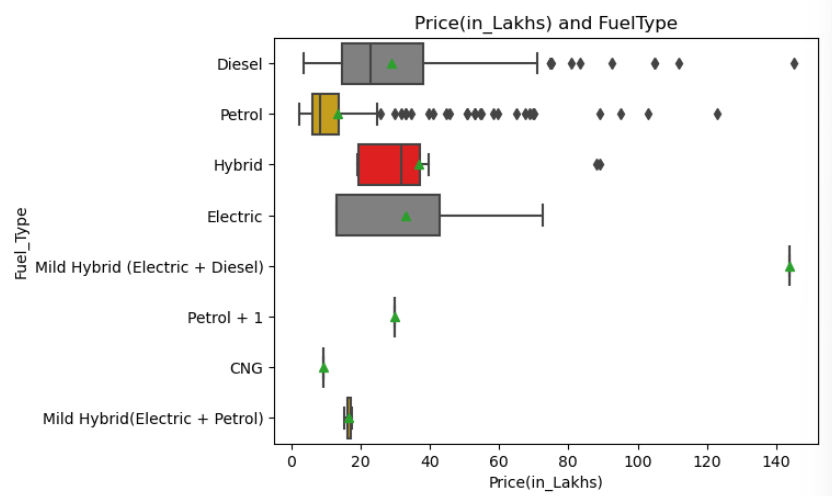 Price(in_Lakhs) and FuelType
Diesel
Petrol
Hybrid
Electric
Mild Hybrid (Electric + Diesel)
Petrol + 1
CNG
Mild Hybrid(Electric + Petrol)
Fuel_Type
0 20 40 60 80 100 120 140
Price(in_Lakhs)